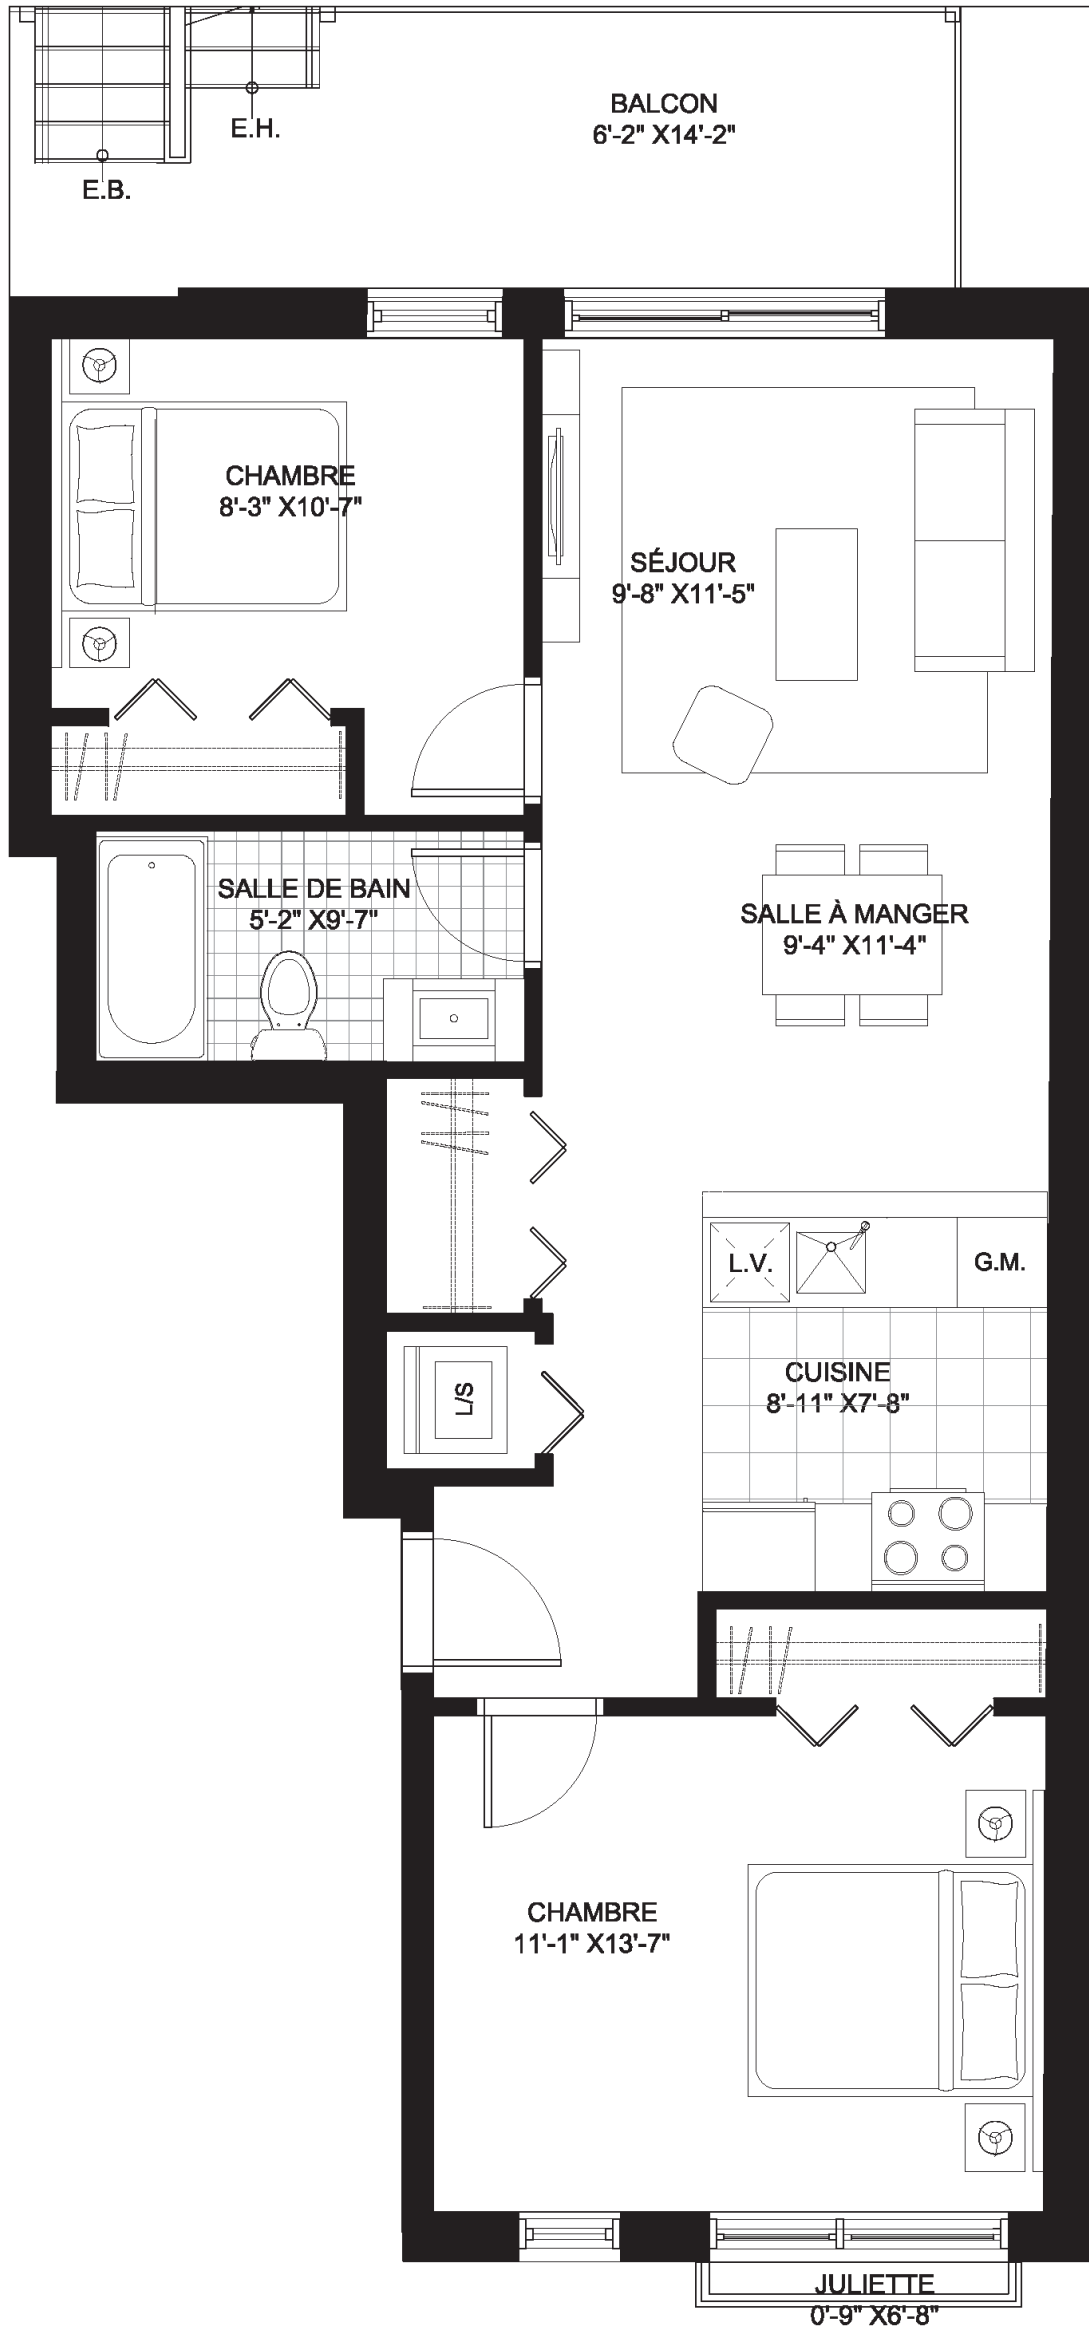 BALCON
6'-2" X14'-2"
E.H.
E.B.
CHAMBRE
8'-3" X10'-7"
SÉJOUR
9'-8" X11'-5"
SALLE DE BAIN
5'-2" X9'-7"
SALLE À MANGER
9'-4" X11'-4"
L.V.
G.M.
CUISINE
8'-11" X7'-8"
L/S
CHAMBRE
11'-1" X13'-7"
JULIETTE
0'-9" X6'-8"